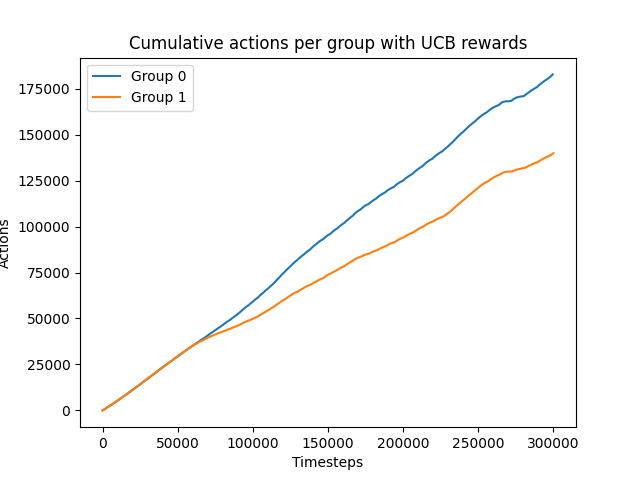 Cumulative actions per group with UCB rewards
Group 0
Group 1
175000
150000
125000
100000
75000
50000
25000
0
Actions
0 50000 100000 150000 200000 250000 300000
Timesteps